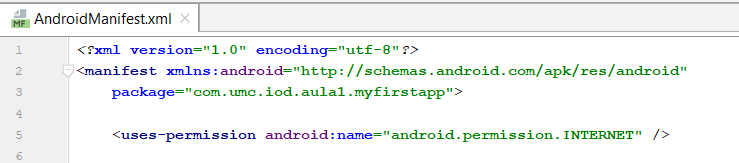 MF AndroidManifest.xml
1 <?xml version="1.0" encoding="utf-8"?>
2 <manifest xmlns:android="http://schemas.android.com/apk/res/android"
3 package="com.umc.iod.aula1.myfirstapp">
4
5 <uses-permission android:name="android.permission.INTERNET" />
6